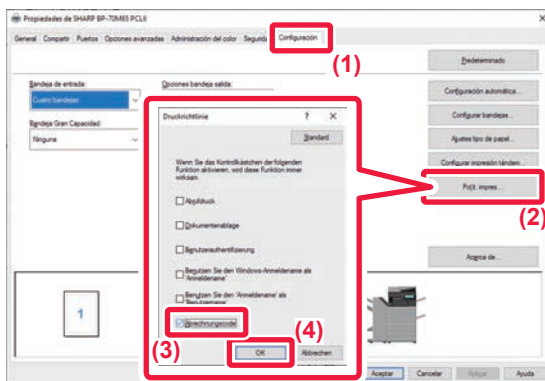 Propiedades de SHARP BP-70M65 PCL6
General Compartir Puertos Opciones avanzadas Administración del color Seguridad Configuración
(1)
Predeterminado
Bandeja de entrada:
Opciones bandeja salida:
Cuatro bandejas
Configuración automática...
Bandeja Gran Capacidad:
Configurar bandejas...
Ninguna
Ajustes tipo de papel...
Configurar impresión tándem...
Polít. impres...
(2)
Acerca de...
Druckrichtlinie
?
Standard
Wenn Sie das Kontrollkästchen der folgenden
Funktion aktivieren, wird diese Funktion immer
wirksam.
Abrufdruck
Dokumentenablage
Benutzerauthentifizierung
Benutzen Sie den Windows-Anmeldename als
'Anmeldename'
Benutzen Sie den 'Anmeldename' als
'Benutzername'
Abrechnungscode
(3)
(4)
OK
Abbrechen
1
Aceptar Cancelar Aplicar Ayuda